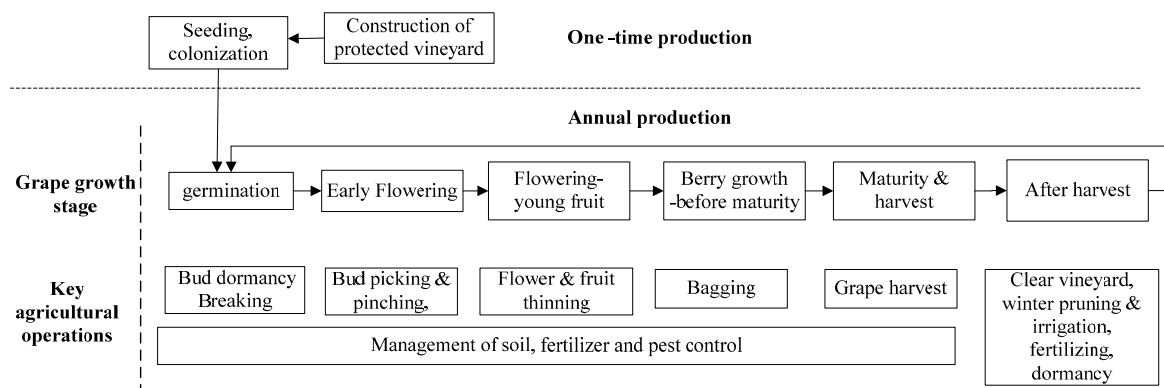 Seeding,
colonization
Construction of
protected vineyard
One -time production
Annual production
Grape growth
stage
germination
Early Flowering
Flowering-
young fruit
Berry growth
-before maturity
Maturity &
harvest
After harvest
Key
agricultural
operations
Bud dormancy
Breaking
Bud picking &
pinching,
Flower & fruit
thinning
Bagging
Grape harvest
Clear vineyard,
winter pruning &
irrigation,
fertilizing,
dormancy
Management of soil, fertilizer and pest control